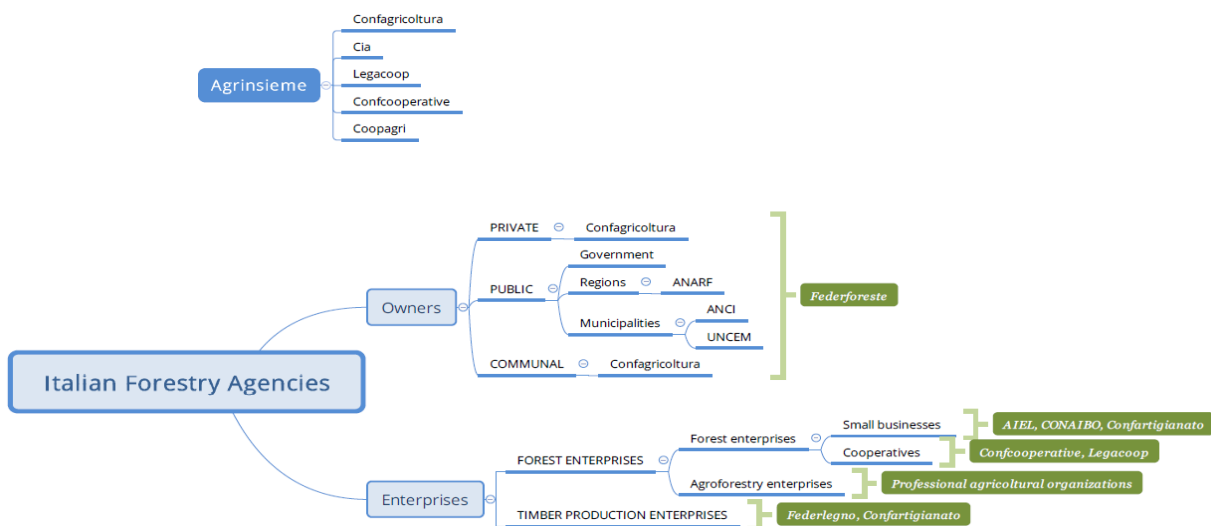 Confagricoltura
Cia
Agrinsieme
Legacoop
Confcooperative
Coopagri
PRIVATE
Confagricoltura
Government
PUBLIC
Regions
ANARF
Federforeste
Owners
ANCI
Municipalities
UNCEM
COMMUNAL
Confagricoltura
Italian Forestry Agencies
Small businesses
AIEL, CONAIBO, Confartigianato
Forest enterprises
Cooperatives
Confcooperative, Legacoop
FOREST ENTERPRISES
Agroforestry enterprises
Professional agricoltural organizations
Enterprises
TIMBER PRODUCTION ENTERPRISES
Federlegno, Confartigianato